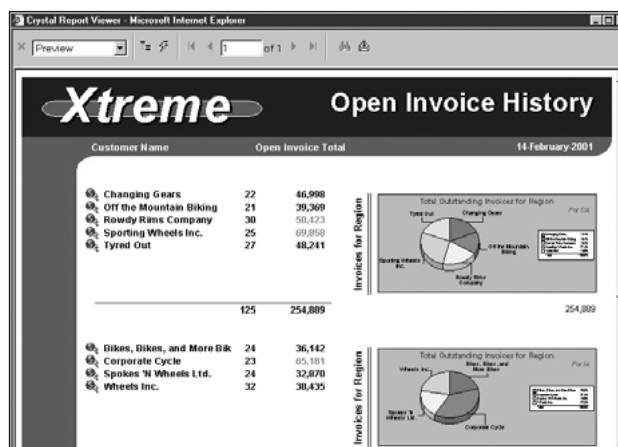 Crystal Report Viewer - Microsoft Internet Explorer
Preview
1 of 1
Xtreme
Open Invoice History
Customer Name Open Invoice Total 14-February-2001
Changing Gears 22 46,998
Off the Mountain Biking 21 39,369
Rowdy Rims Company 30 50,423
Sporting Wheels Inc. 25 69,858
Tyred Out 27 48,241
125 254,889
Invoices for Region
Total Outstanding Invoices for Region
For CA
Tyred Out
Changing Gears
Off the Mountain Biking
Sporting Wheels Inc.
Rowdy Rims Company
254,889
Bikes, Bikes, and More Bik 24 36,142
Corporate Cycle 23 65,181
Spokes 'N Wheels Ltd. 24 32,870
Wheels Inc. 32 38,435
Invoices for Region
Total Outstanding Invoices for Region
For IA
Wheels Inc.
Bikes, Bikes, and More Bikes
Spokes 'N Wheels Ltd.
Corporate Cycle